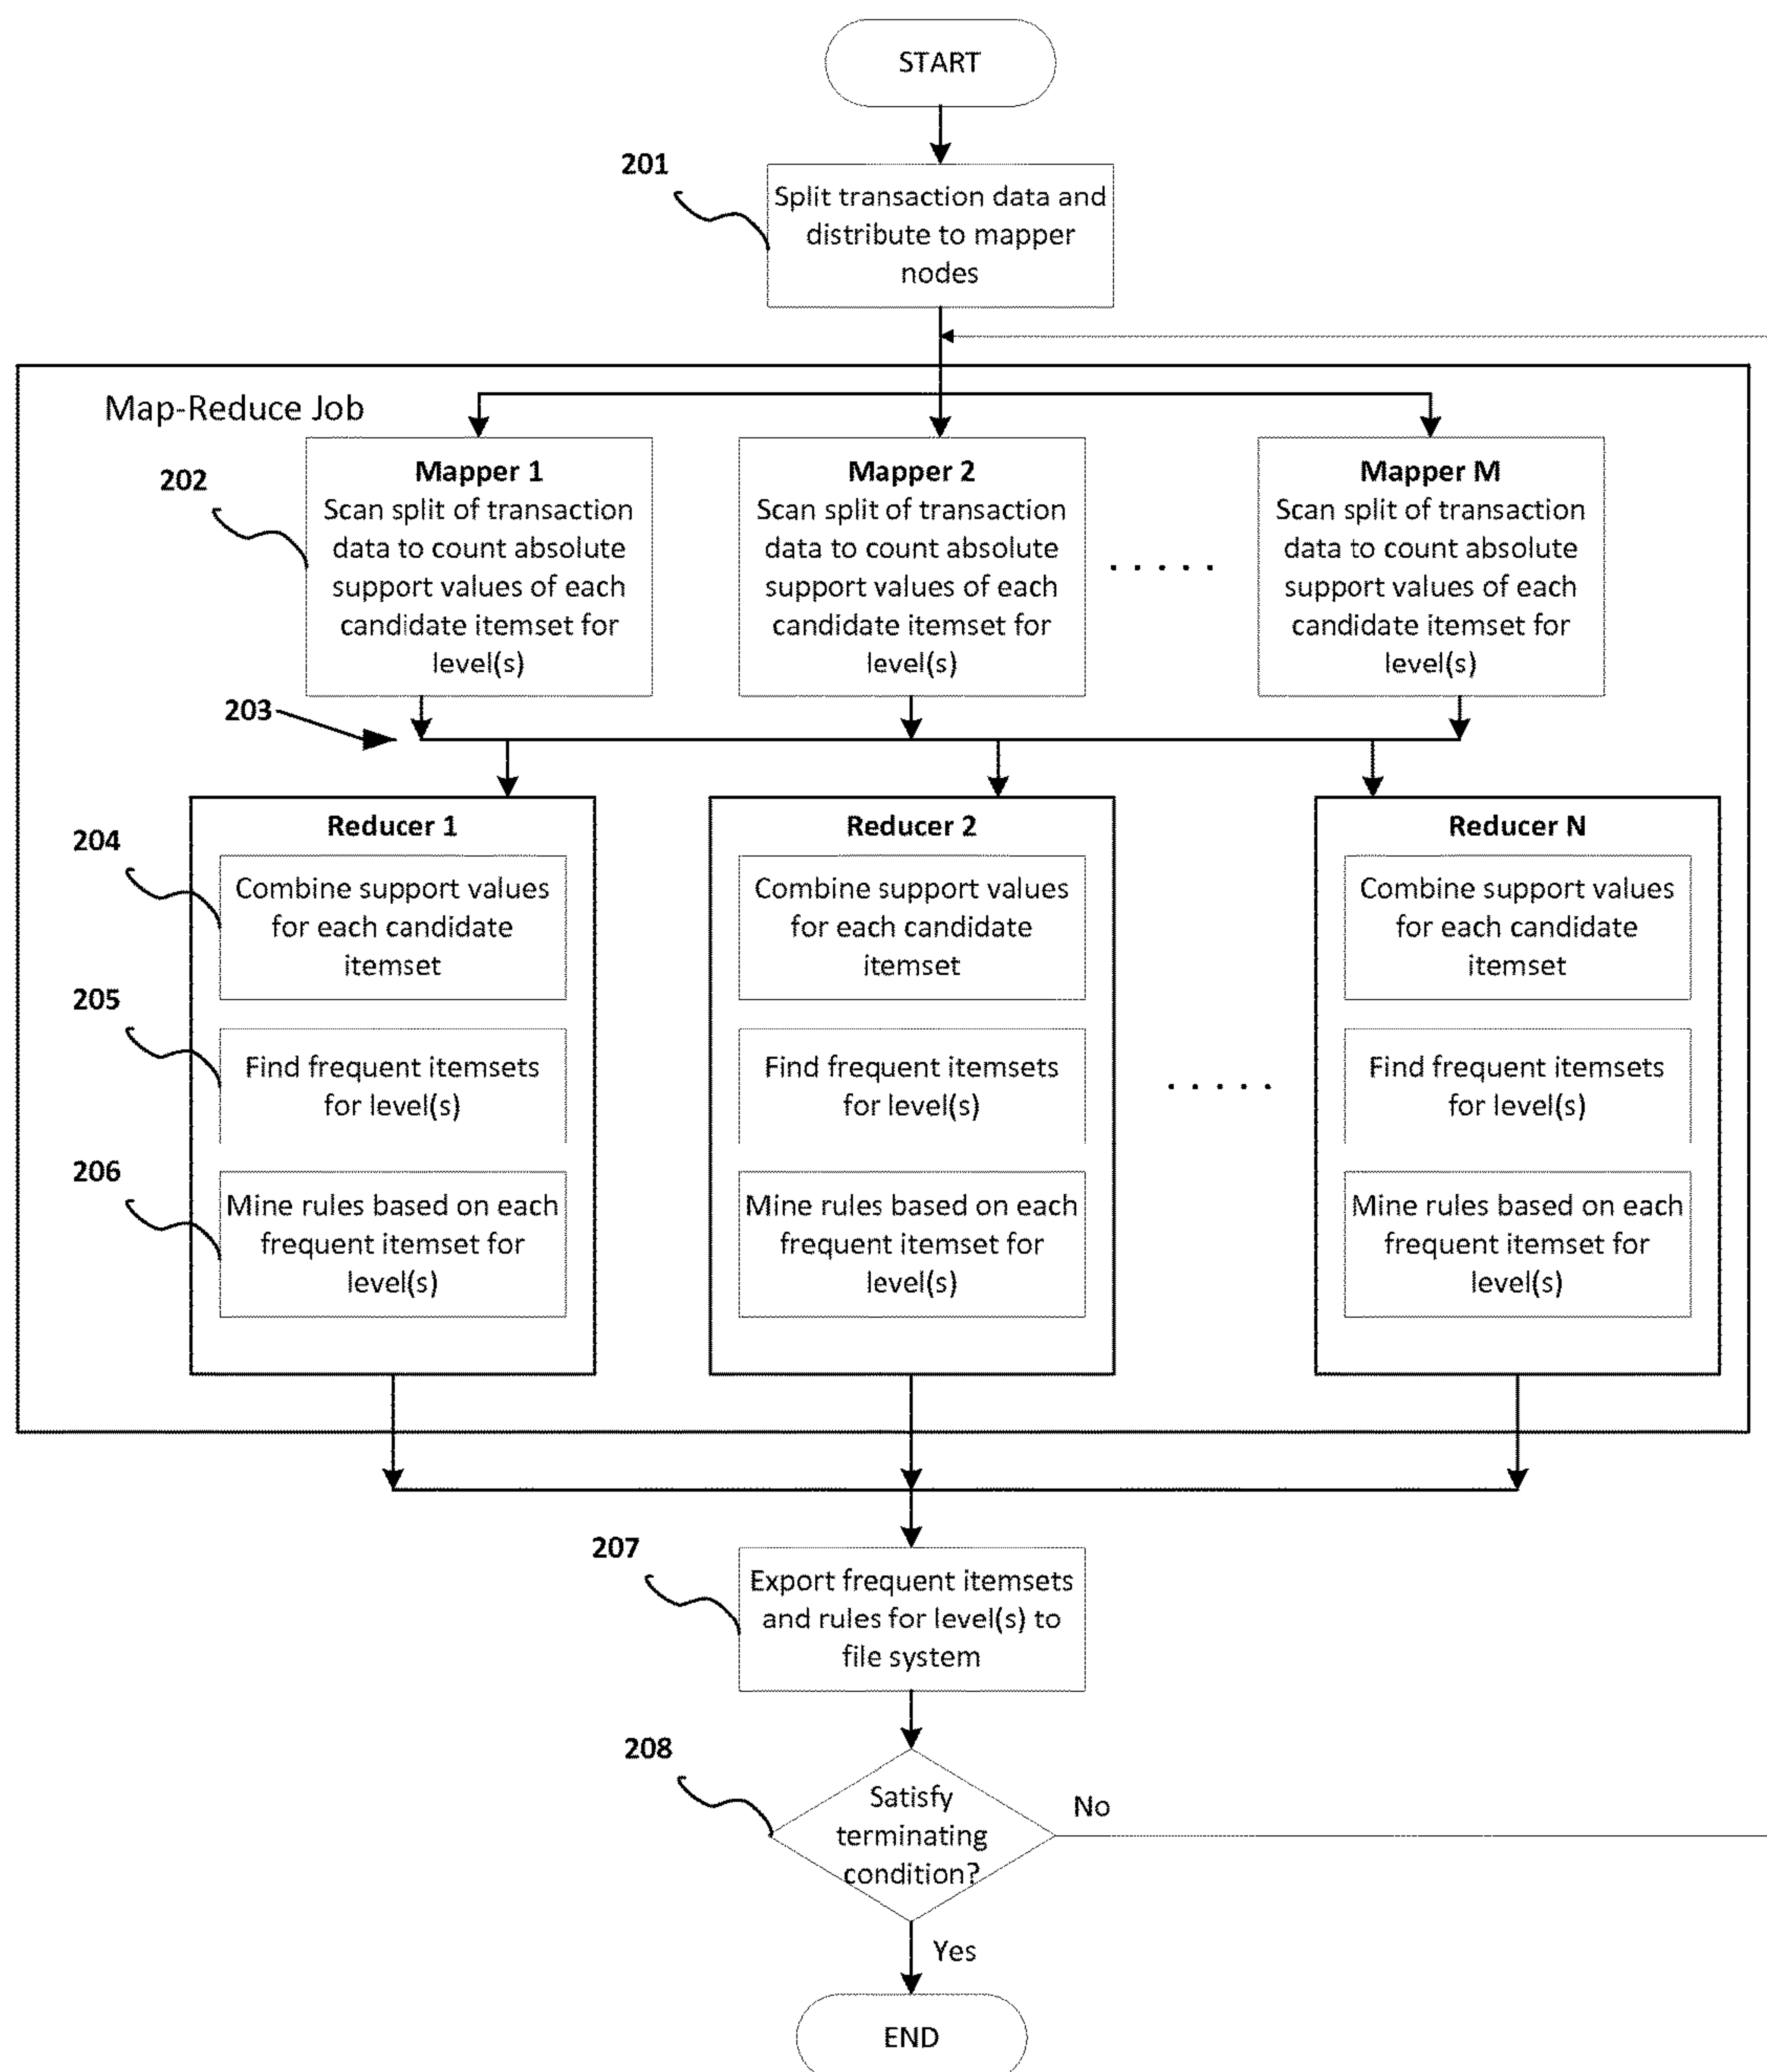 START
201
Split transaction data and
distribute to mapper
nodes
Map-Reduce Job
202
Mapper 1
Scan split of transaction
data to count absolute
support values of each
candidate itemset for
level(s)
Mapper 2
Scan split of transaction
data to count absolute
support values of each
candidate itemset for
level(s)
. . . . .
Mapper M
Scan split of transaction
data to count absolute
support values of each
candidate itemset for
level(s)
203
Reducer 1
204
Combine support values
for each candidate
itemset
205
Find frequent itemsets
for level(s)
206
Mine rules based on each
frequent itemset for
level(s)
Reducer 2
Combine support values
for each candidate
itemset
Find frequent itemsets
for level(s)
Mine rules based on each
frequent itemset for
level(s)
. . . . .
Reducer N
Combine support values
for each candidate
itemset
Find frequent itemsets
for level(s)
Mine rules based on each
frequent itemset for
level(s)
207
Export frequent itemsets
and rules for level(s) to
file system
208
Satisfy
terminating
condition?
No
Yes
END